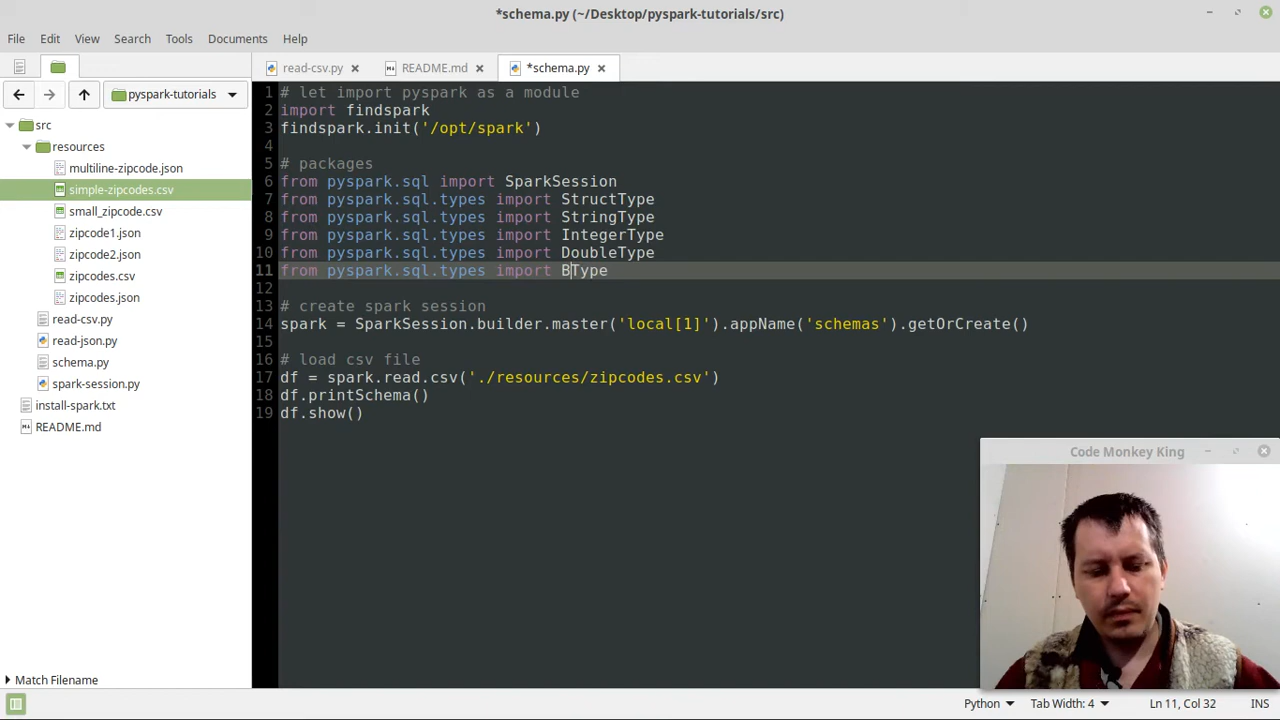 *schema.py (~/Desktop/pyspark-tutorials/src)
File Edit View Search Tools Documents Help
read-csv.py README.md *schema.py
pyspark-tutorials
src
resources
multiline-zipcode.json
simple-zipcodes.csv
small_zipcode.csv
zipcode1.json
zipcode2.json
zipcodes.csv
zipcodes.json
read-csv.py
read-json.py
schema.py
spark-session.py
install-spark.txt
README.md
Match Filename
1 # let import pyspark as a module
2 import findspark
3 findspark.init('/opt/spark')
4
5 # packages
6 from pyspark.sql import SparkSession
7 from pyspark.sql.types import StructType
8 from pyspark.sql.types import StringType
9 from pyspark.sql.types import IntegerType
10 from pyspark.sql.types import DoubleType
11 from pyspark.sql.types import BType
12
13 # create spark session
14 spark = SparkSession.builder.master('local[1]').appName('schemas').getOrCreate()
15
16 # load csv file
17 df = spark.read.csv('./resources/zipcodes.csv')
18 df.printSchema()
19 df.show()
Code Monkey King
Python Tab Width: 4 Ln 11, Col 32 INS